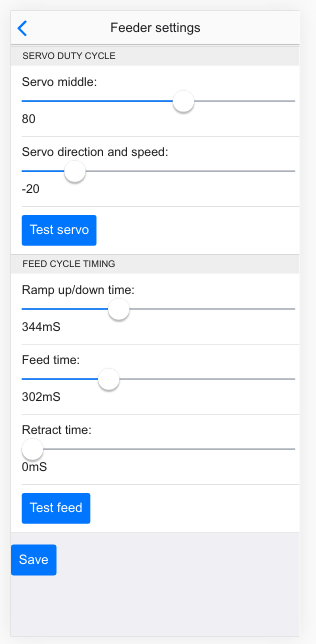 Feeder settings
SERVO DUTY CYCLE
Servo middle:
80
Servo direction and speed:
-20
Test servo
FEED CYCLE TIMING
Ramp up/down time:
344mS
Feed time:
302mS
Retract time:
0mS
Test feed
Save